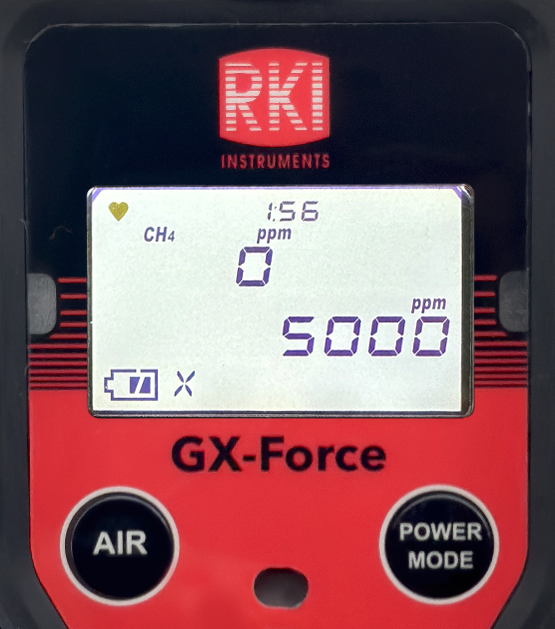 RKI
INSTRUMENTS
1:56
CH4 ppm
0
ppm
5000
X
GX-Force
AIR
POWER
MODE